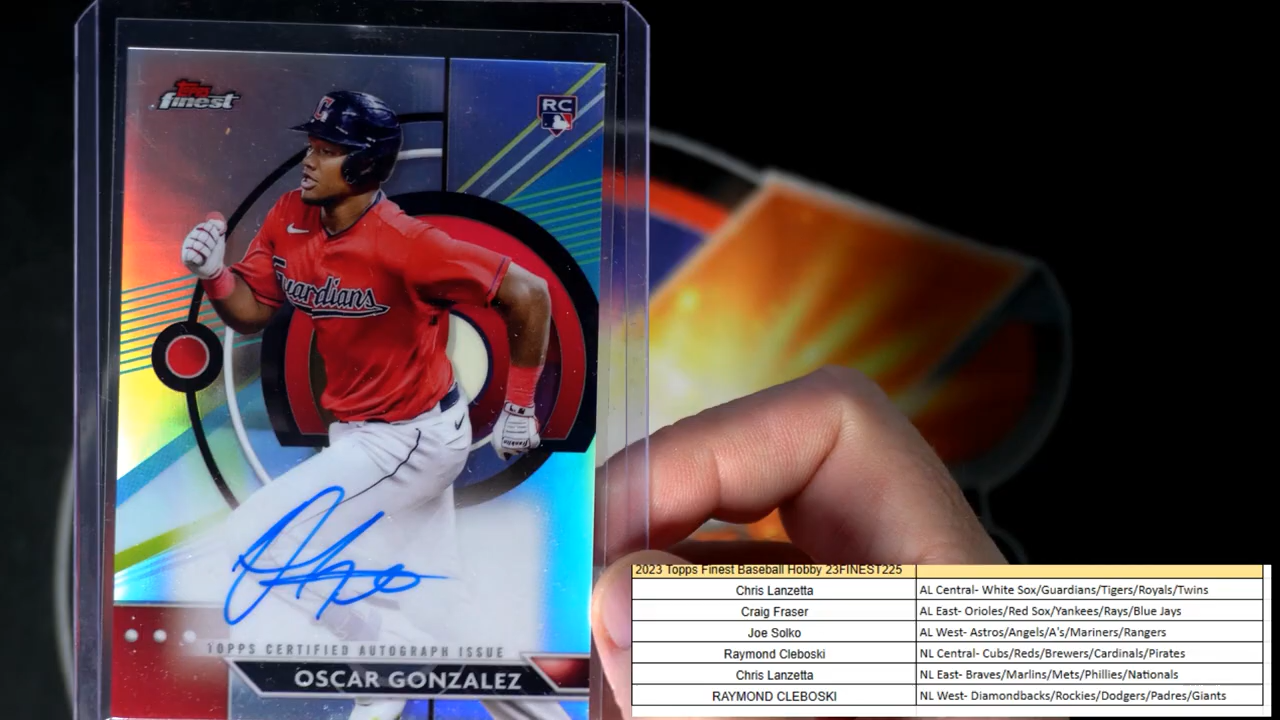 Topps
finest
RC
C
Guardians
TOPPS CERTIFIED AUTOGRAPH ISSUE
OSCAR GONZALEZ
2023 Topps Finest Baseball Hobby 23FINEST225
Chris Lanzetta AL Central- White Sox/Guardians/Tigers/Royals/Twins
Craig Fraser AL East- Orioles/Red Sox/Yankees/Rays/Blue Jays
Joe Solko AL West- Astros/Angels/A's/Mariners/Rangers
Raymond Cleboski NL Central- Cubs/Reds/Brewers/Cardinals/Pirates
Chris Lanzetta NL East- Braves/Marlins/Mets/Phillies/Nationals
RAYMOND CLEBOSKI NL West- Diamondbacks/Rockies/Dodgers/Padres/Giants